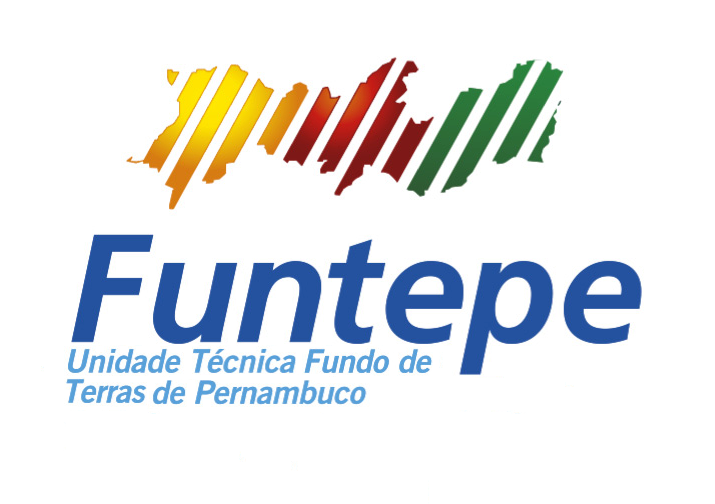 Funtepe
Unidade Técnica Fundo de
Terras de Pernambuco